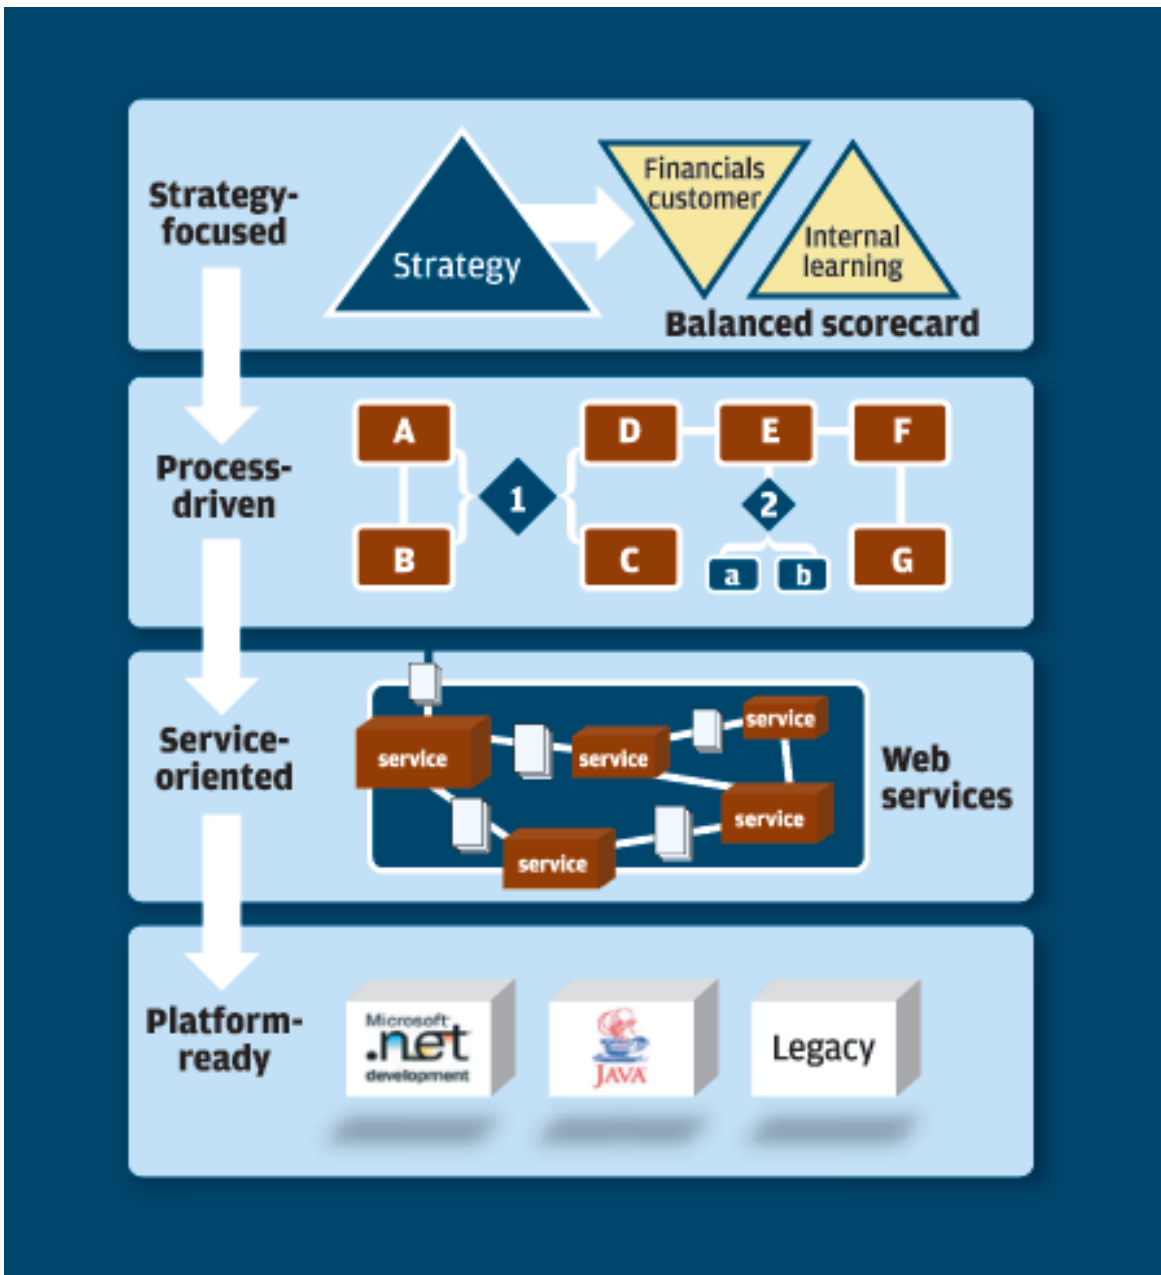 Strategy-
focused
Strategy
Financials
customer
Internal
learning
Balanced scorecard
Process-
driven
A
D
E
F
1
2
B
C
a
b
G
Service-
oriented
service
service
service
service
service
Web
services
Platform-
ready
Microsoft
.net
development
JAVA
Legacy